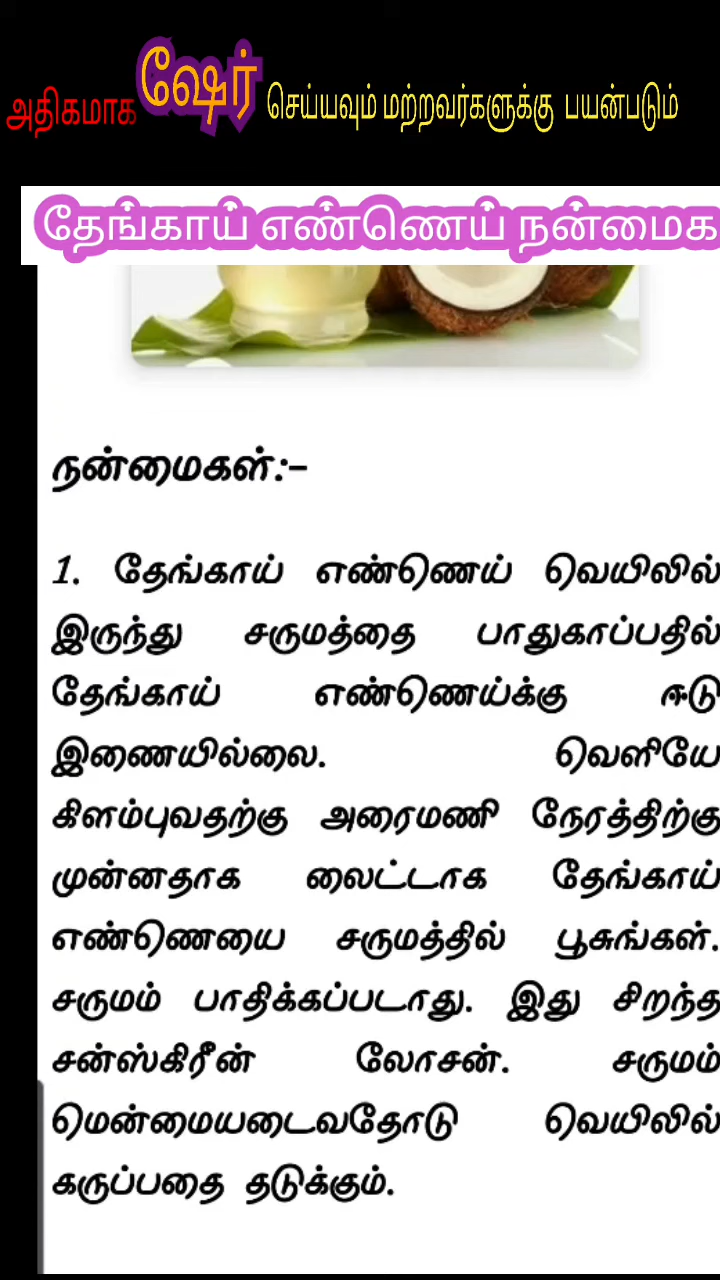 அதிகமாக ஷேர் செய்யவும் மற்றவர்களுக்கு பயன்படும்
தேங்காய் எண்ணெய் நன்மைக
நன்மைகள்:-
1. தேங்காய் எண்ணெய் வெயிலில்
இருந்து சருமத்தை பாதுகாப்பதில்
தேங்காய் எண்ணெய்க்கு ஈடு
இணையில்லை. வெளியே
கிளம்புவதற்கு அரைமணி நேரத்திற்கு
முன்னதாக லைட்டாக தேங்காய்
எண்ணெயை சருமத்தில் பூசுங்கள்.
சருமம் பாதிக்கப்படாது. இது சிறந்த
சன்ஸ்கிரீன் லோசன். சருமம்
மென்மையடைவதோடு வெயிலில்
கருப்பதை தடுக்கும்.